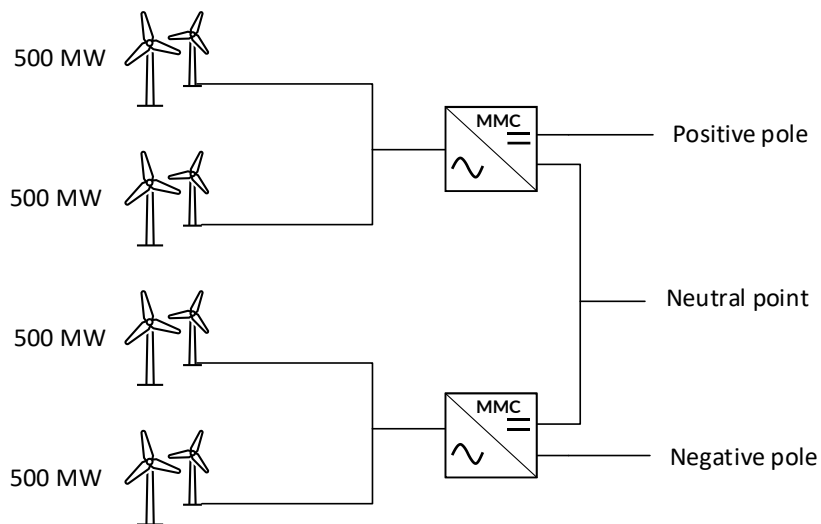 500 MW
MMC
Positive pole
500 MW
Neutral point
500 MW
MMC
Negative pole
500 MW